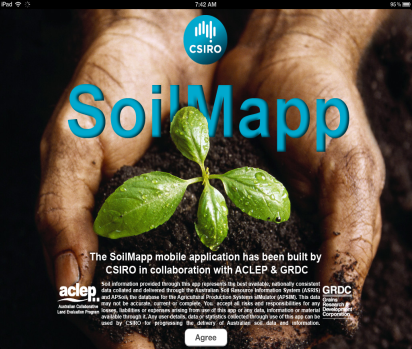 iPad
7:42 AM
95%
CSIRO
SoilMapp
The SoilMapp mobile application has been built by
CSIRO in collaboration with ACLEP & GRDC
aclep
Australian Collaborative
Land Evaluation Program
Soil information provided through this app represents the best available, nationally consistent
data collated and delivered through the Australian Soil Resource Information System (ASRIS)
and APSoil, the database for the Agricultural Production Systems sIMulator (APSIM). This data
may not be accurate, current or complete. You accept all risks and responsibilities for any
losses, liabilities or expenses arising from use of this app or any data, information or material
available through it. Any user details, data or statistics collected through use of this app can be
used by CSIRO for progressing the delivery of Australian soil data and information.
GRDC
Grains
Research &
Development
Corporation
Agree